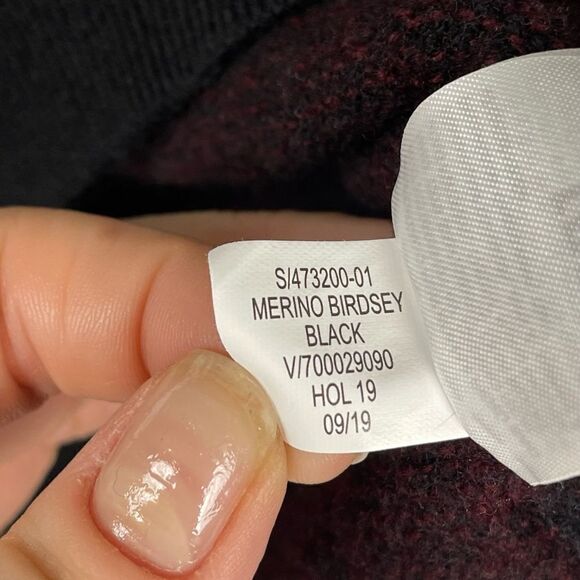 S/473200-01
MERINO BIRDSEY
BLACK
V/700029090
HOL 19
09/19